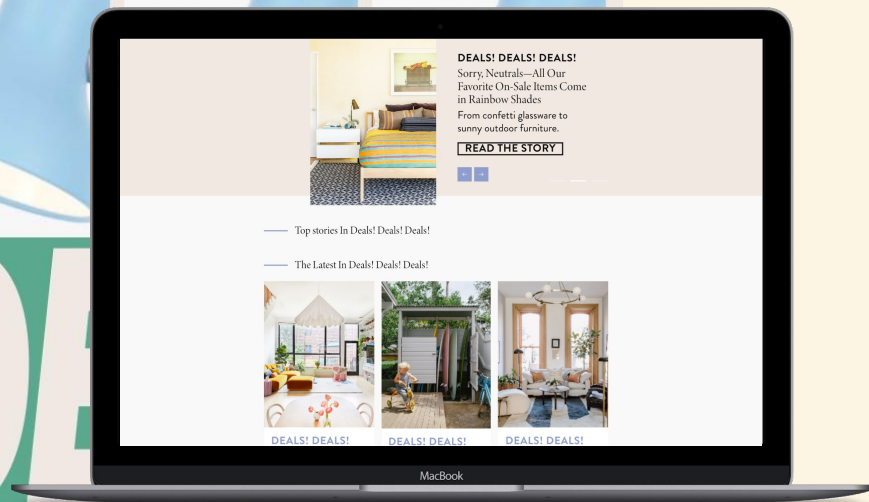 DEALS! DEALS! DEALS!
Sorry, Neutrals—All Our
Favorite On-Sale Items Come
in Rainbow Shades
From confetti glassware to
sunny outdoor furniture.
READ THE STORY
Top stories In Deals! Deals! Deals!
The Latest In Deals! Deals! Deals!
DEALS! DEALS!
DEALS! DEALS!
DEALS! DEALS!
MacBook